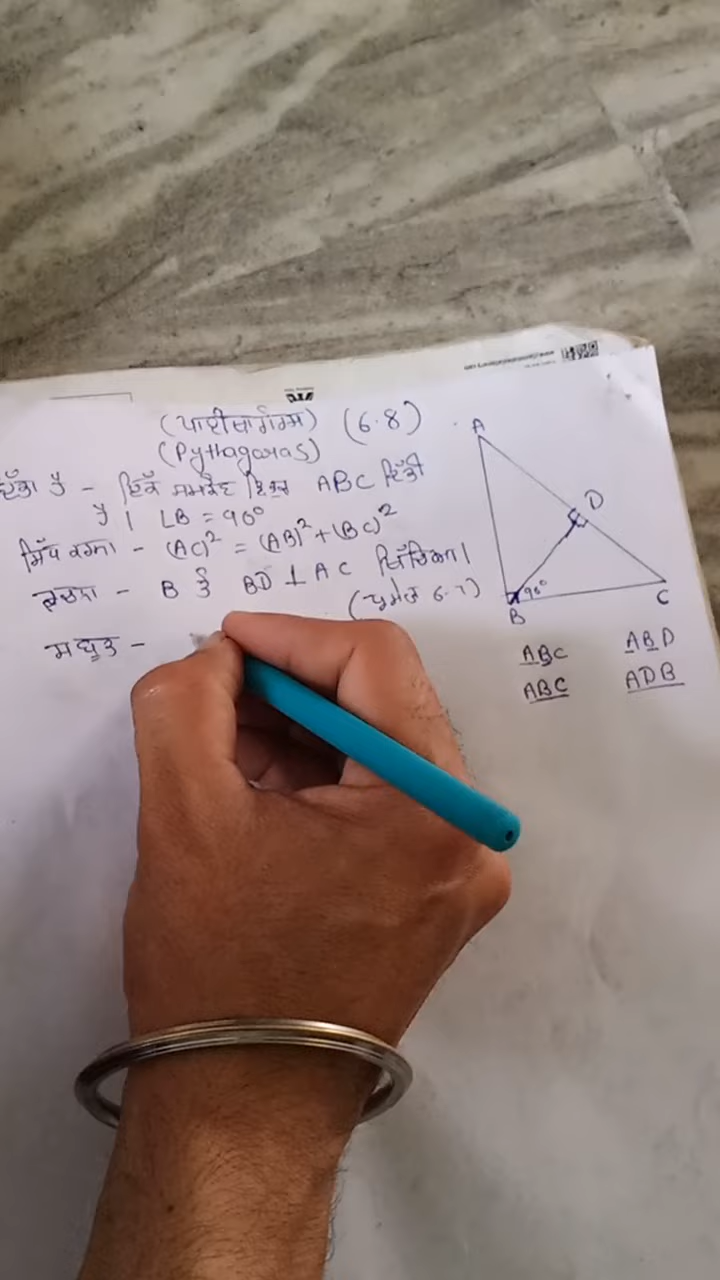 (ਪਾਈਥਾਗੋਰਸ) (6.8)
(Pythagoras)
ਦਿੱਤਾ ਹੈ - ਇੱਕ ਸਮਕੋਣ ਤ੍ਰਿਭੁਜ ABC ਦਿੱਤੀ
ਹੈ। ∠B = 90°
ਸਿੱਧ ਕਰਨਾ - (AC)² = (AB)² + (BC)²
ਰਚਨਾ - B ਤੋਂ BD ⊥ AC ਖਿੱਚਿਆ।
(ਪ੍ਰਮੇਯ 6.7)
ਸਬੂਤ -
A
D
90°
B
C
ABC ABD
ABC ADB